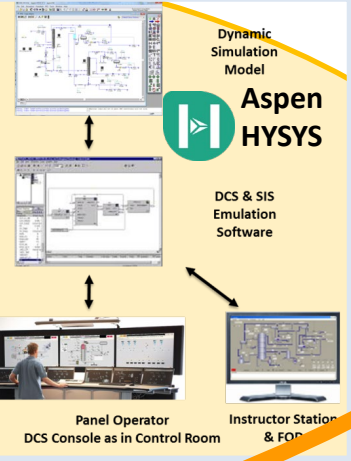 Dynamic
Simulation
Model
Aspen
HYSYS
DCS & SIS
Emulation
Software
Panel Operator
DCS Console as in Control Room
Instructor Station
& FOD